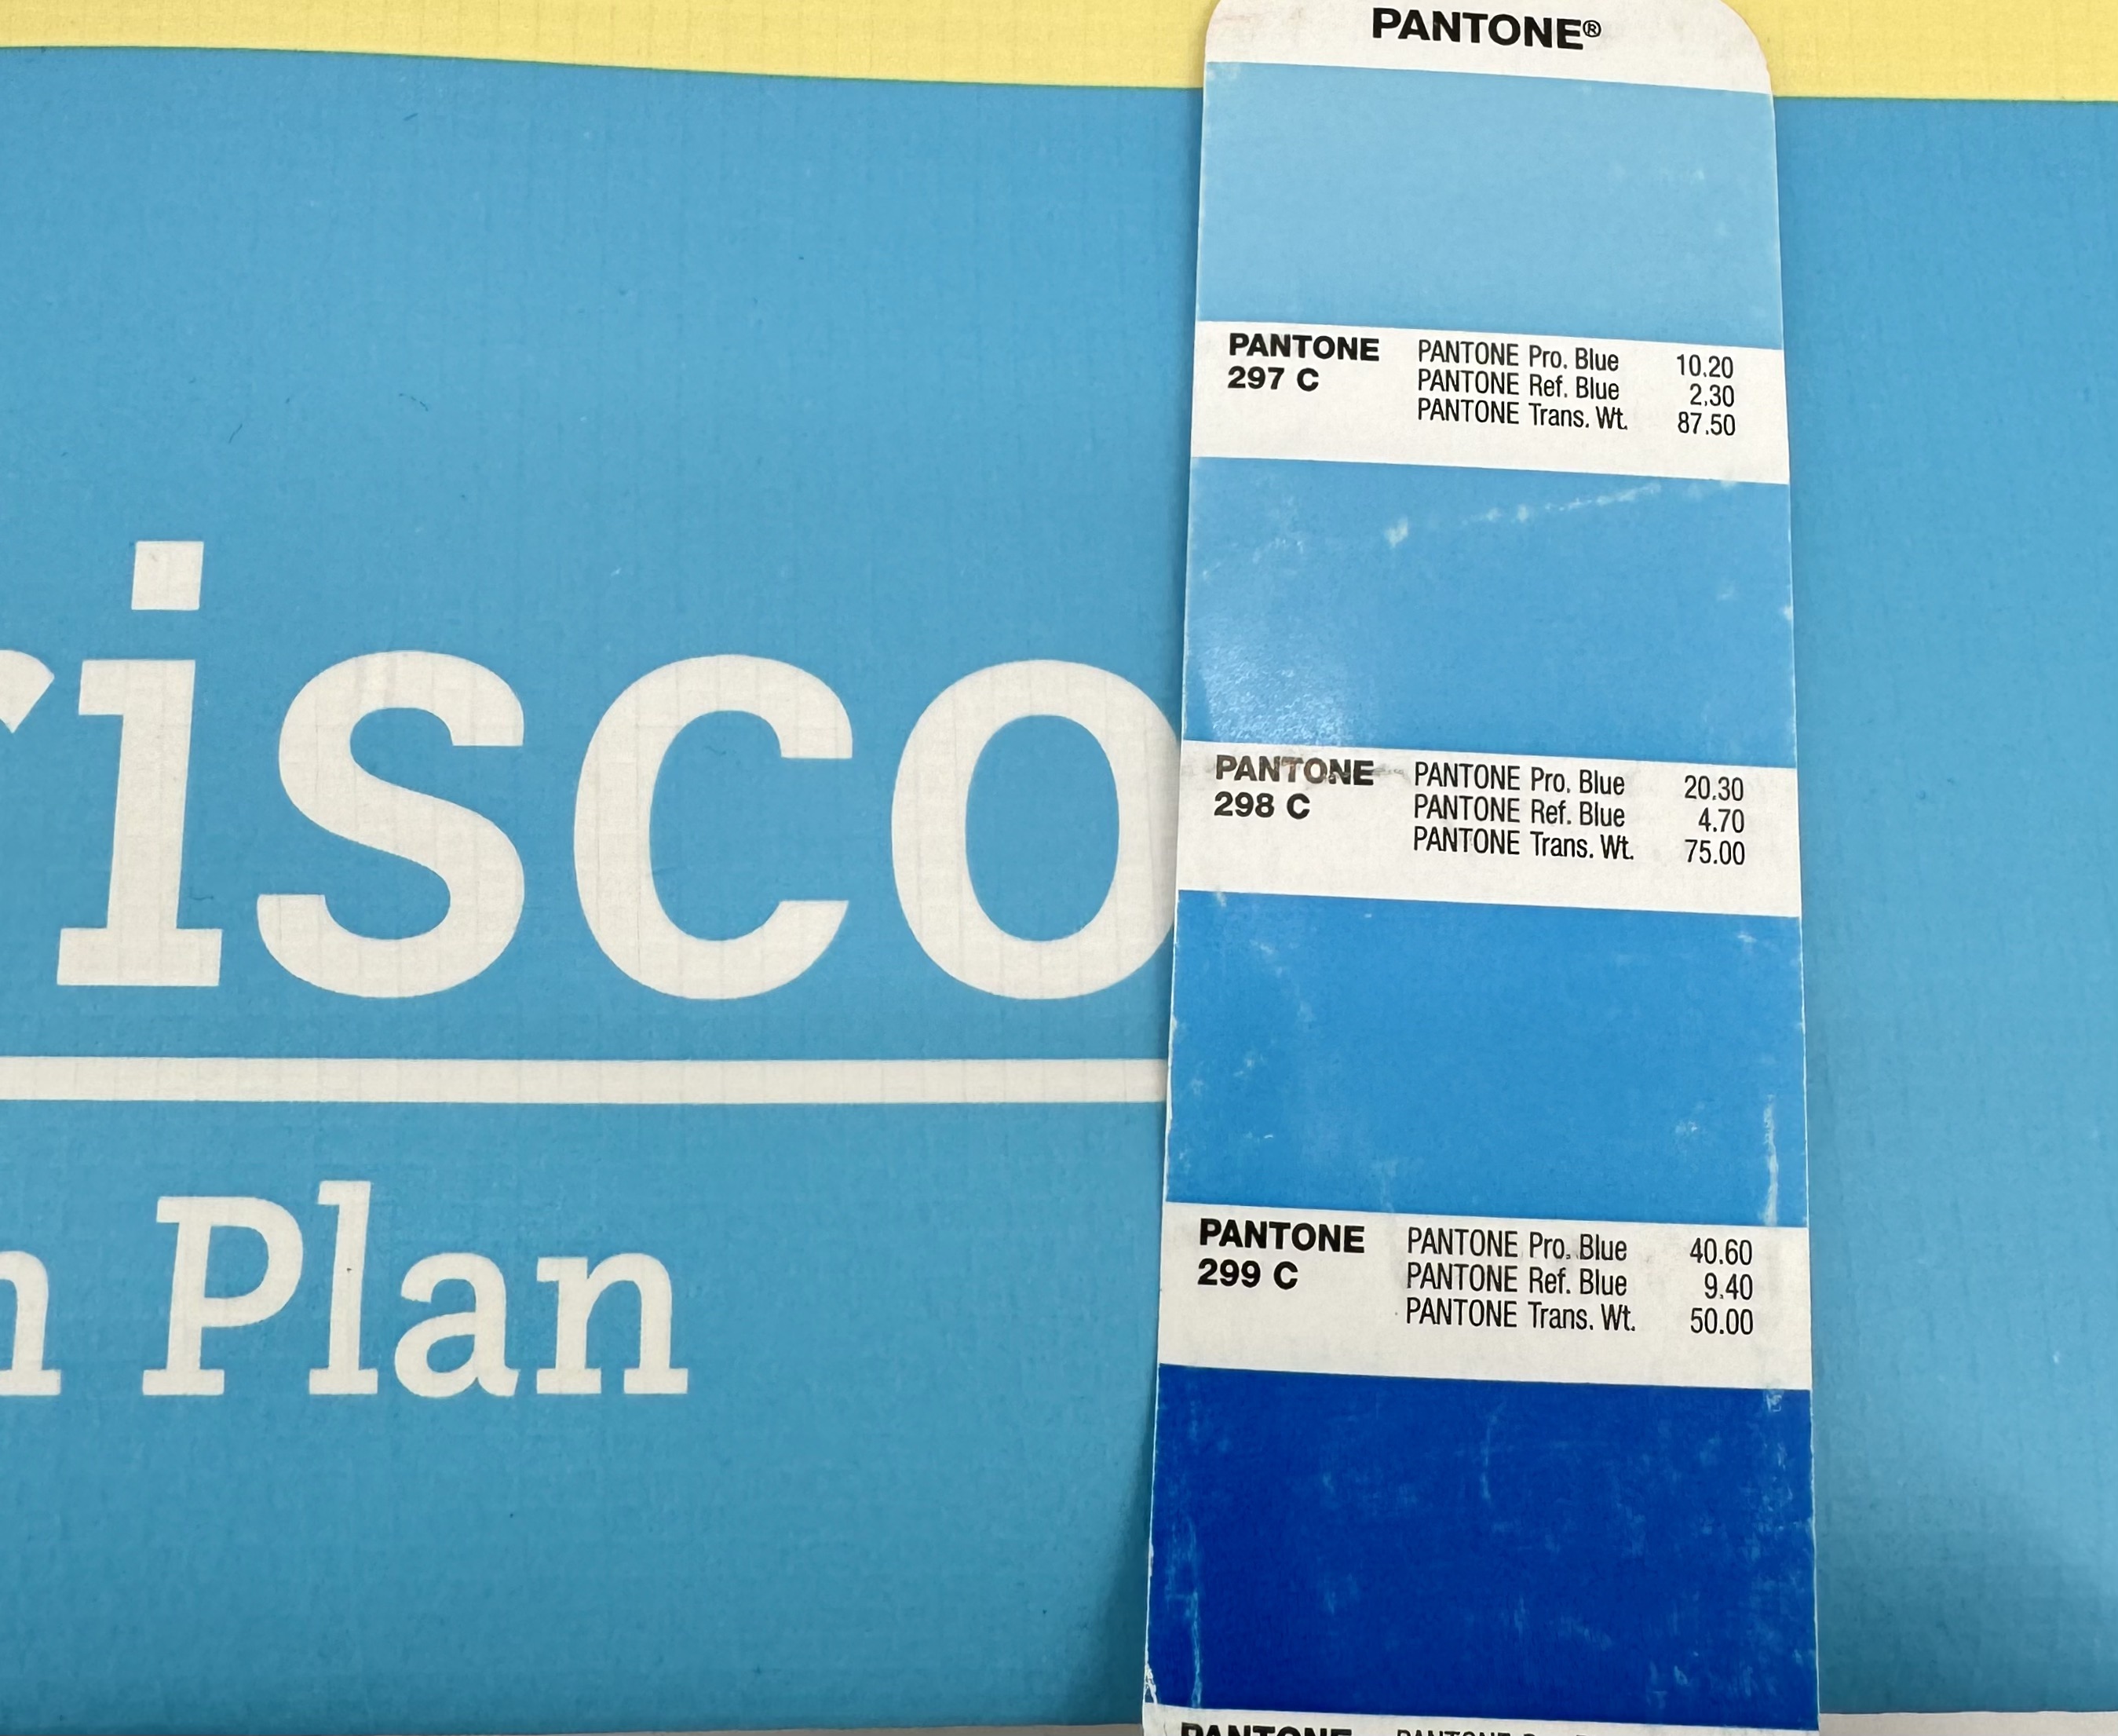 PANTONE®
PANTONE 297 C
PANTONE Pro. Blue 10.20
PANTONE Ref. Blue 2.30
PANTONE Trans. Wt. 87.50
PANTONE 298 C
PANTONE Pro. Blue 20.30
PANTONE Ref. Blue 4.70
PANTONE Trans. Wt. 75.00
PANTONE 299 C
PANTONE Pro. Blue 40.60
PANTONE Ref. Blue 9.40
PANTONE Trans. Wt. 50.00
PANTONE
risco
n Plan